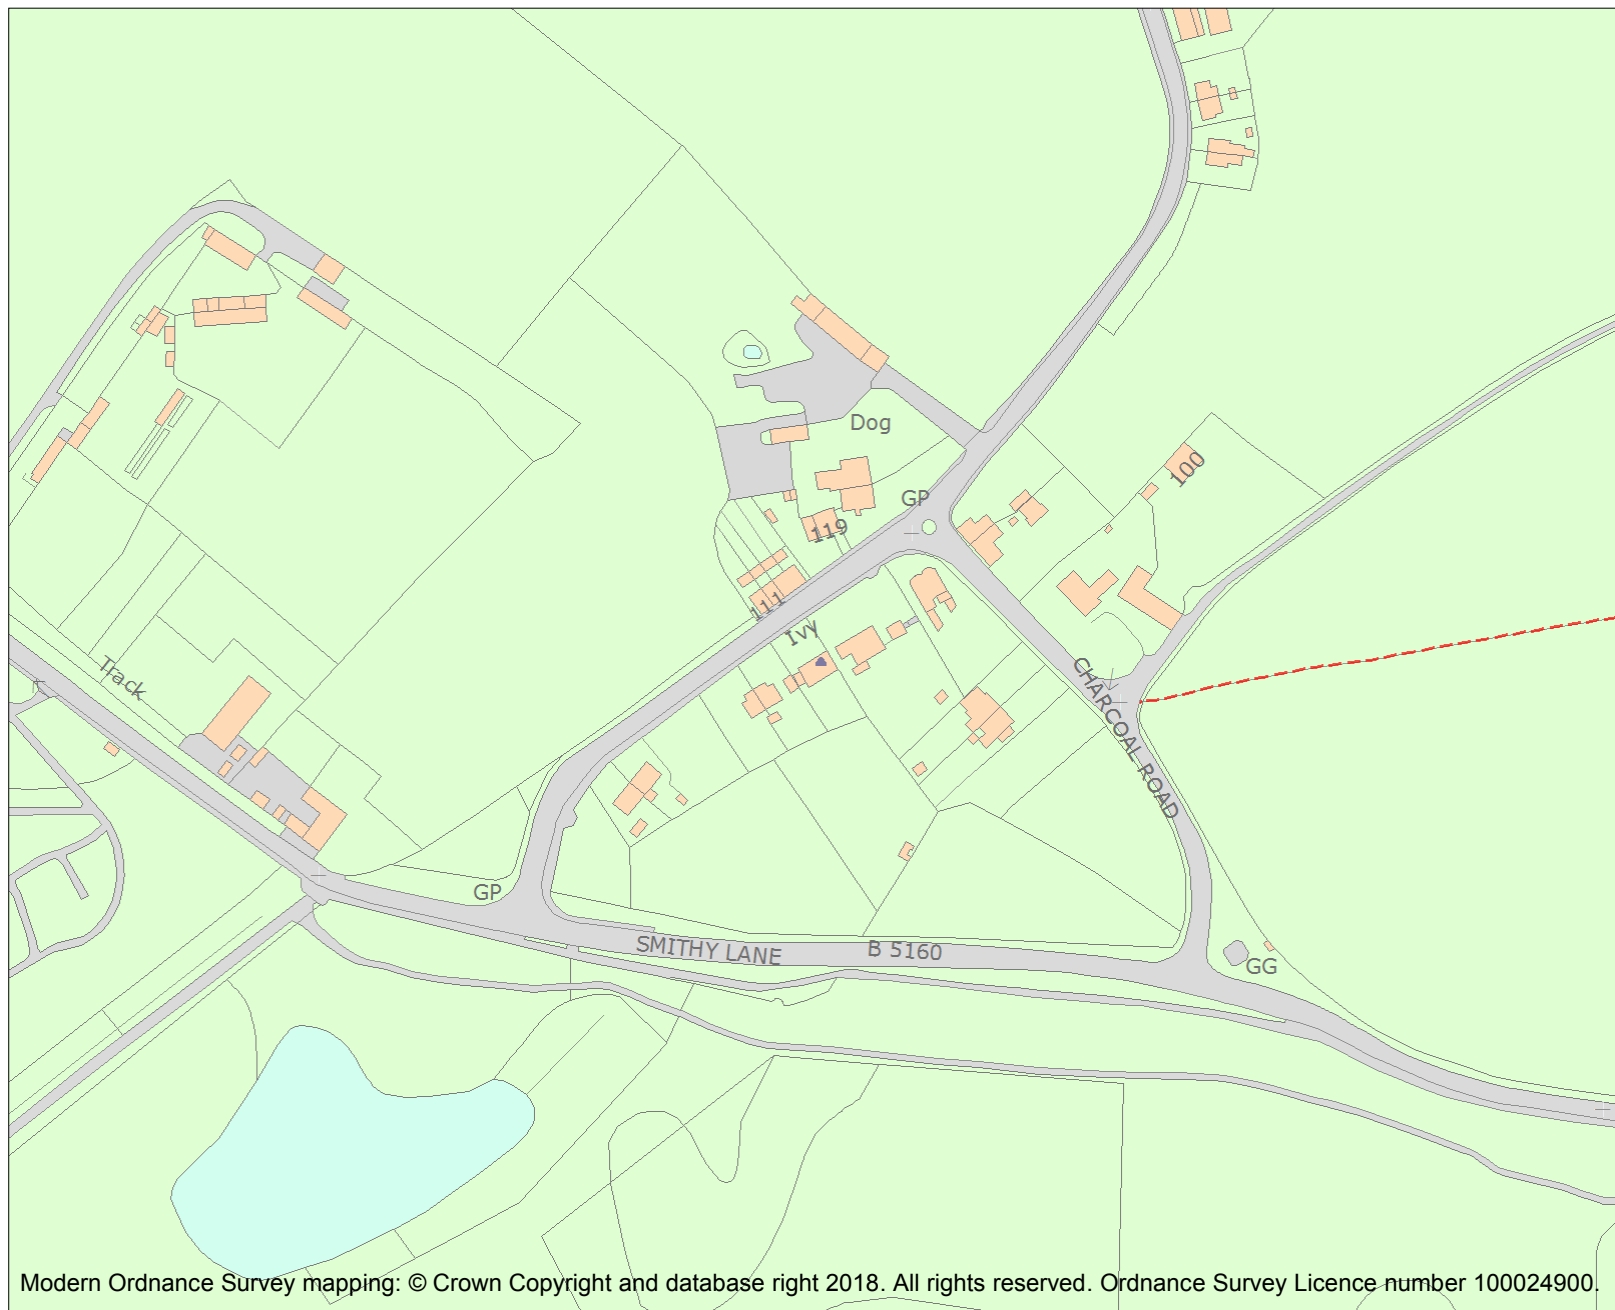 Dog
100
GP
119
111
Ivy
Track
CHARCOAL ROAD
GP
SMITHY LANE
B 5160
GG
Modern Ordnance Survey mapping: © Crown Copyright and database right 2018. All rights reserved. Ordnance Survey Licence number 100024900.